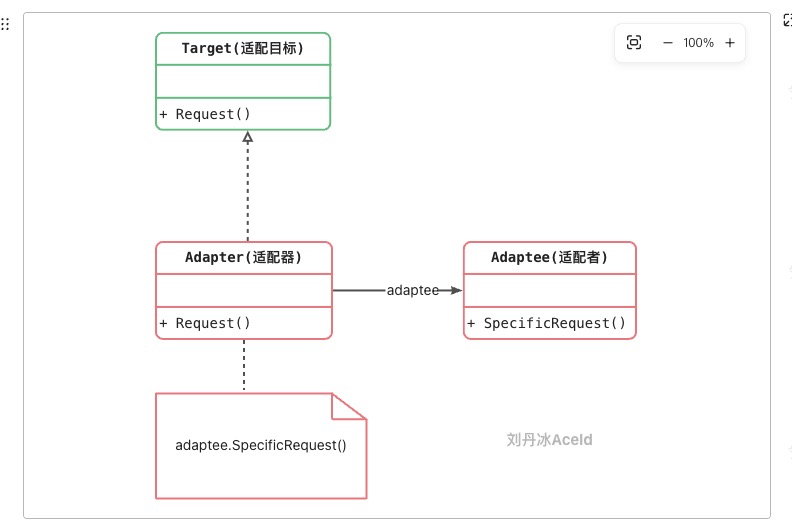 Target(适配目标)
100%
+ Request()
Adapter(适配器)
Adaptee(适配者)
adaptee
+ Request()
+ SpecificRequest()
adaptee.SpecificRequest()
刘丹冰Aceld